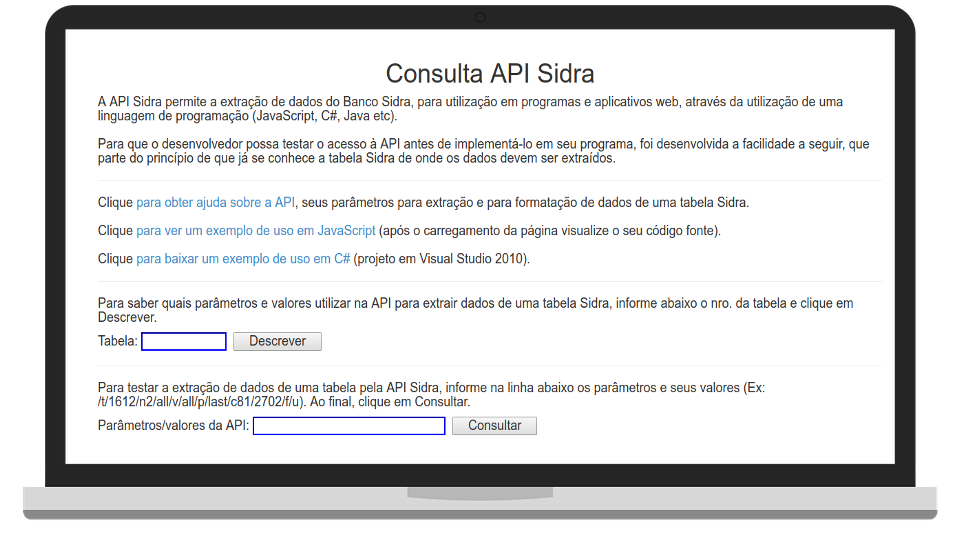 Consulta API Sidra
A API Sidra permite a extração de dados do Banco Sidra, para utilização em programas e aplicativos web, através da utilização de uma
linguagem de programação (JavaScript, C#, Java etc).
Para que o desenvolvedor possa testar o acesso à API antes de implementá-lo em seu programa, foi desenvolvida a facilidade a seguir, que
parte do princípio de que já se conhece a tabela Sidra de onde os dados devem ser extraídos.
Clique para obter ajuda sobre a API, seus parâmetros para extração e para formatação de dados de uma tabela Sidra.
Clique para ver um exemplo de uso em JavaScript (após o carregamento da página visualize o seu código fonte).
Clique para baixar um exemplo de uso em C# (projeto em Visual Studio 2010).
Para saber quais parâmetros e valores utilizar na API para extrair dados de uma tabela Sidra, informe abaixo o nro. da tabela e clique em
Descrever.
Tabela: Descrever
Para testar a extração de dados de uma tabela pela API Sidra, informe na linha abaixo os parâmetros e seus valores (Ex:
/t/1612/n2/all/v/all/p/last/c81/2702/f/u). Ao final, clique em Consultar.
Parâmetros/valores da API: Consultar